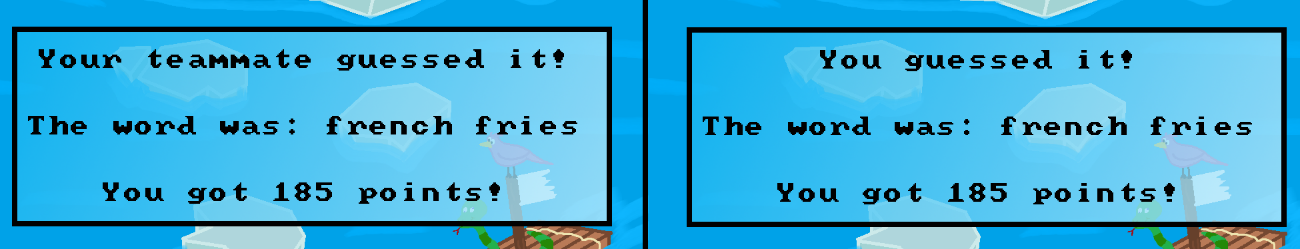 Your teammate guessed it!
The word was: french fries
You got 185 points!
You guessed it!
The word was: french fries
You got 185 points!